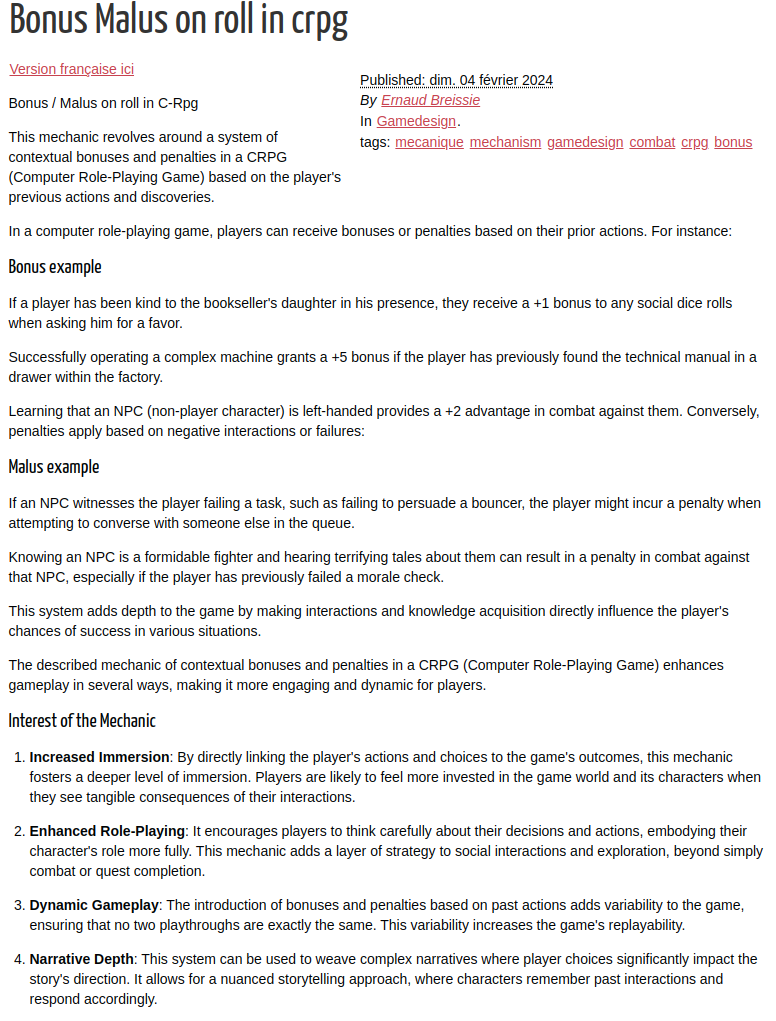 Bonus Malus on roll in crpg
Version française ici
Published: dim. 04 février 2024
By Ernaud Breissie
In Gamedesign.
tags: mecanique mechanism gamedesign combat crpg bonus
Bonus / Malus on roll in C-Rpg
This mechanic revolves around a system of
contextual bonuses and penalties in a CRPG
(Computer Role-Playing Game) based on the player's
previous actions and discoveries.
In a computer role-playing game, players can receive bonuses or penalties based on their prior actions. For instance:
Bonus example
If a player has been kind to the bookseller's daughter in his presence, they receive a +1 bonus to any social dice rolls
when asking him for a favor.
Successfully operating a complex machine grants a +5 bonus if the player has previously found the technical manual in a
drawer within the factory.
Learning that an NPC (non-player character) is left-handed provides a +2 advantage in combat against them. Conversely,
penalties apply based on negative interactions or failures:
Malus example
If an NPC witnesses the player failing a task, such as failing to persuade a bouncer, the player might incur a penalty when
attempting to converse with someone else in the queue.
Knowing an NPC is a formidable fighter and hearing terrifying tales about them can result in a penalty in combat against
that NPC, especially if the player has previously failed a morale check.
This system adds depth to the game by making interactions and knowledge acquisition directly influence the player's
chances of success in various situations.
The described mechanic of contextual bonuses and penalties in a CRPG (Computer Role-Playing Game) enhances
gameplay in several ways, making it more engaging and dynamic for players.
Interest of the Mechanic
1. Increased Immersion: By directly linking the player's actions and choices to the game's outcomes, this mechanic
fosters a deeper level of immersion. Players are likely to feel more invested in the game world and its characters when
they see tangible consequences of their interactions.
2. Enhanced Role-Playing: It encourages players to think carefully about their decisions and actions, embodying their
character's role more fully. This mechanic adds a layer of strategy to social interactions and exploration, beyond simply
combat or quest completion.
3. Dynamic Gameplay: The introduction of bonuses and penalties based on past actions adds variability to the game,
ensuring that no two playthroughs are exactly the same. This variability increases the game's replayability.
4. Narrative Depth: This system can be used to weave complex narratives where player choices significantly impact the
story's direction. It allows for a nuanced storytelling approach, where characters remember past interactions and
respond accordingly.